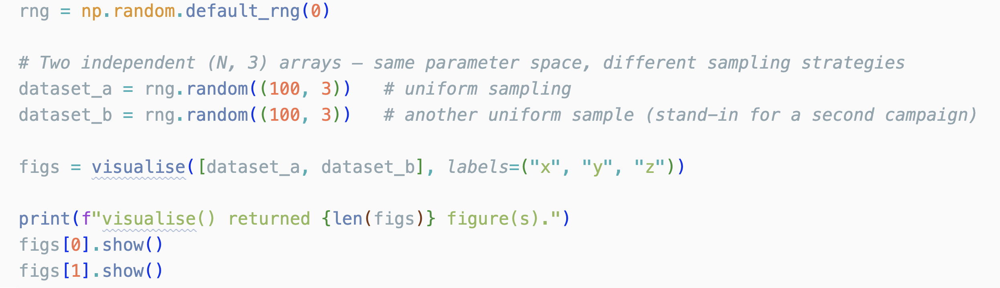 rng = np.random.default_rng(0)
# Two independent (N, 3) arrays — same parameter space, different sampling strategies
dataset_a = rng.random((100, 3))   # uniform sampling
dataset_b = rng.random((100, 3))   # another uniform sample (stand-in for a second campaign)
figs = visualise([dataset_a, dataset_b], labels=("x", "y", "z"))
print(f"visualise() returned {len(figs)} figure(s).")
figs[0].show()
figs[1].show()